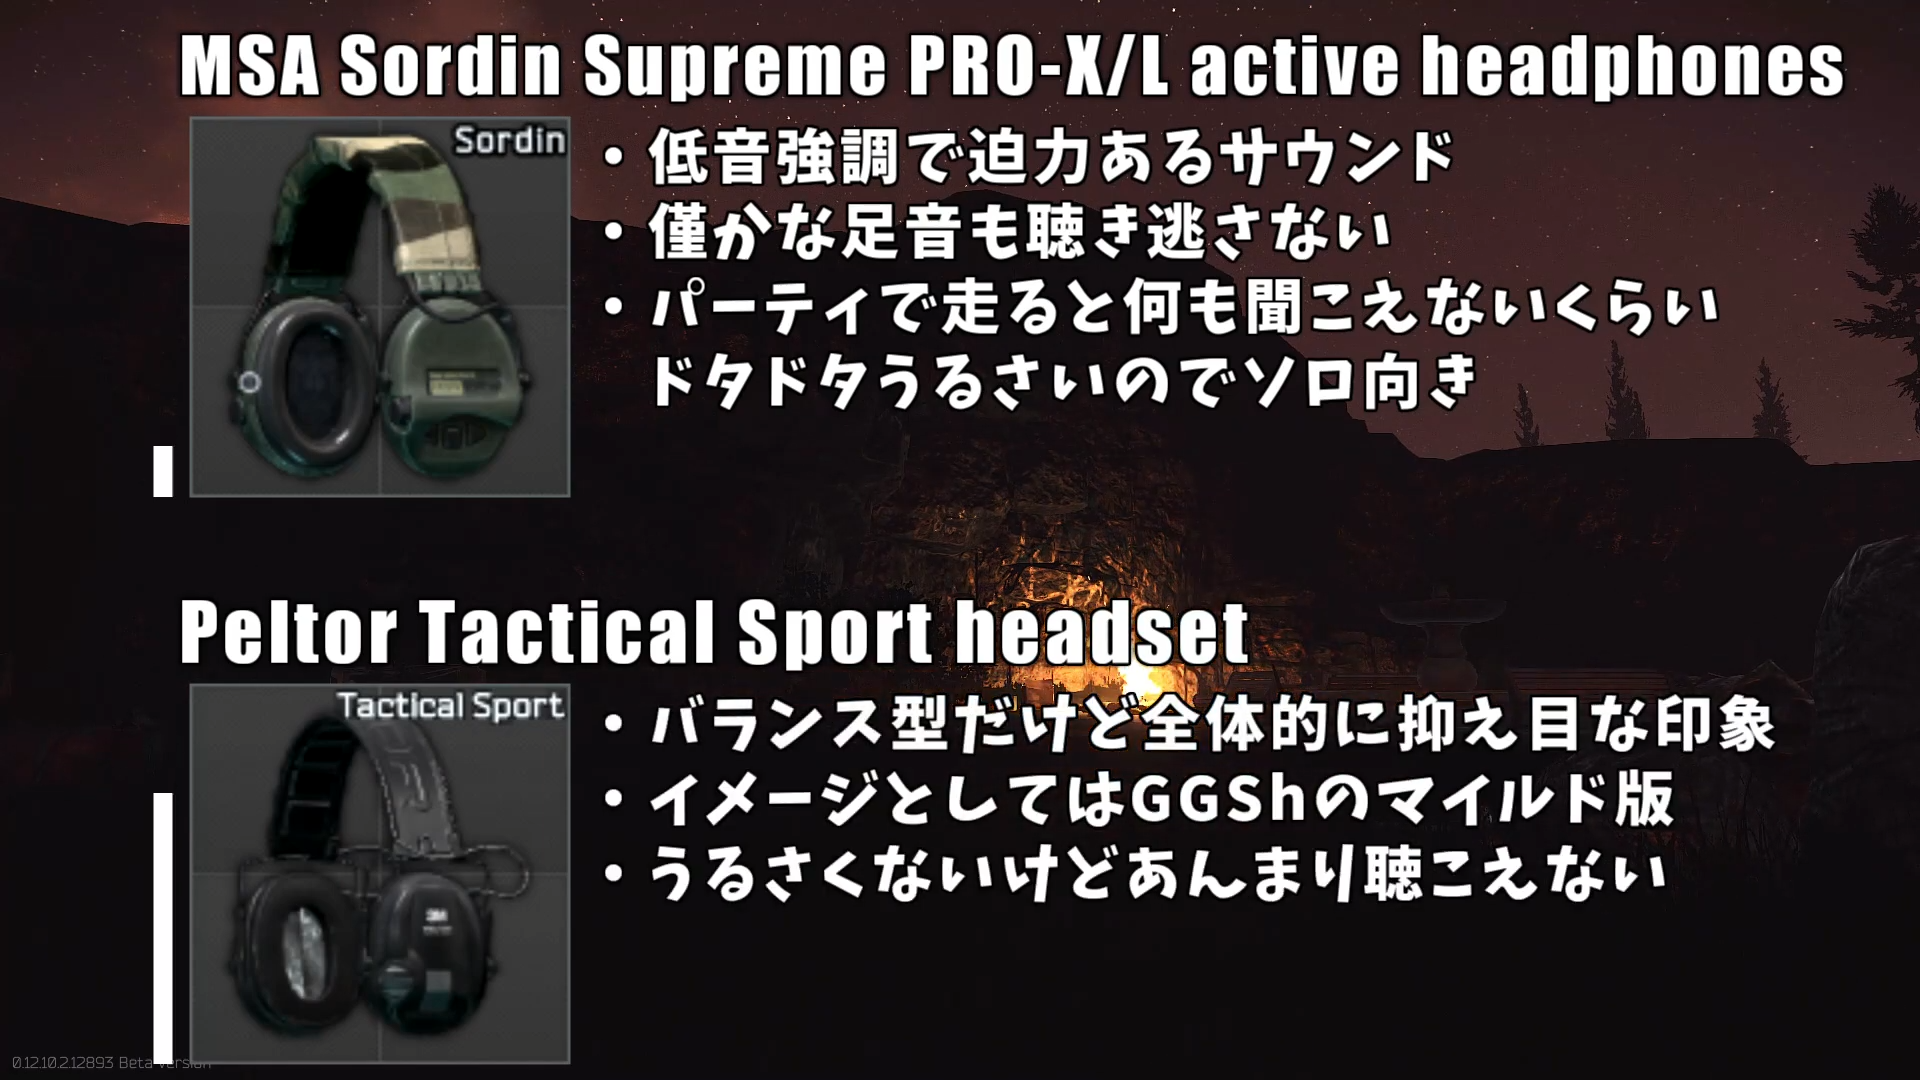 MSA Sordin Supreme PRO-X/L active headphones
Sordin
・低音強調で迫力あるサウンド
・僅かな足音も聴き逃さない
・パーティで走ると何も聞こえないくらい
ドタドタうるさいのでソロ向き
Peltor Tactical Sport headset
Tactical Sport
・バランス型だけど全体的に抑え目な印象
・イメージとしてはGGShのマイルド版
・うるさくないけどあんまり聴こえない
3M
0.12.10.2.12893 Beta version